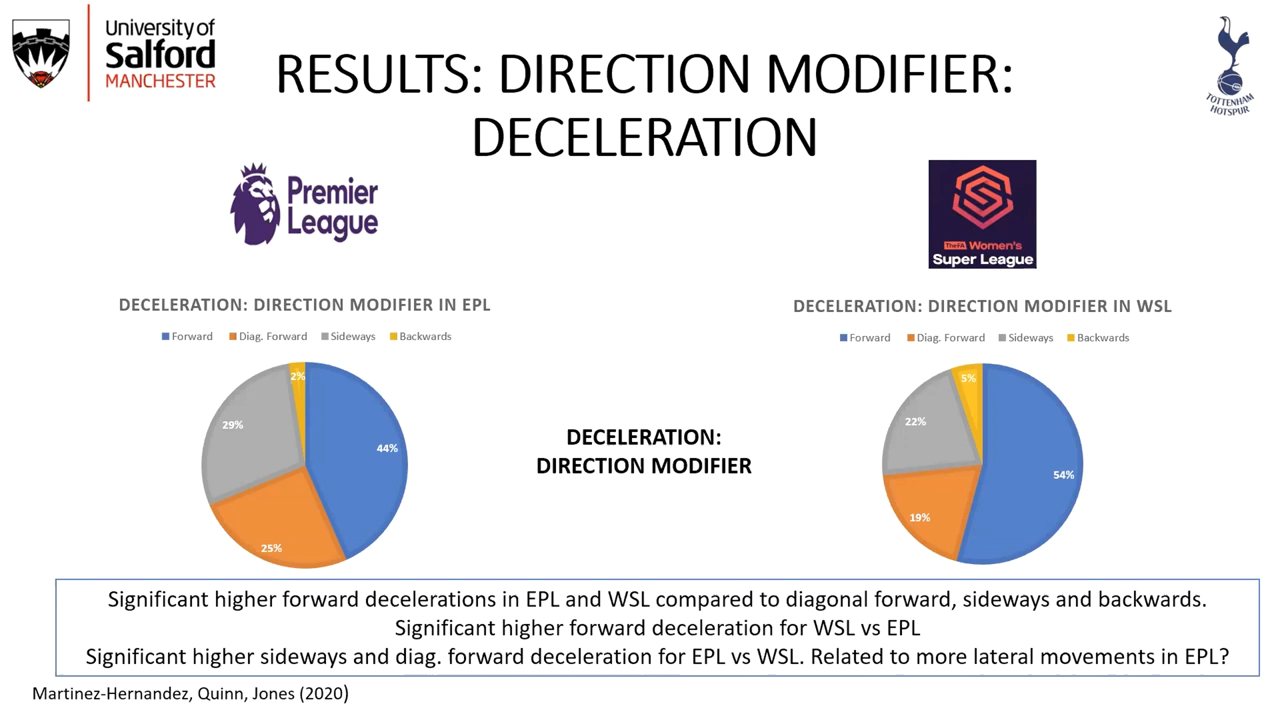 University of
Salford
MANCHESTER
RESULTS: DIRECTION MODIFIER:
DECELERATION
TOTTENHAM
HOTSPUR
Premier
League
TheFA Women's
Super League
DECELERATION: DIRECTION MODIFIER IN EPL
Forward Diag. Forward Sideways Backwards
2%
29%
44%
25%
DECELERATION:
DIRECTION MODIFIER
DECELERATION: DIRECTION MODIFIER IN WSL
Forward Diag. Forward Sideways Backwards
5%
22%
54%
19%
Significant higher forward decelerations in EPL and WSL compared to diagonal forward, sideways and backwards.
Significant higher forward deceleration for WSL vs EPL
Significant higher sideways and diag. forward deceleration for EPL vs WSL. Related to more lateral movements in EPL?
Martinez-Hernandez, Quinn, Jones (2020)